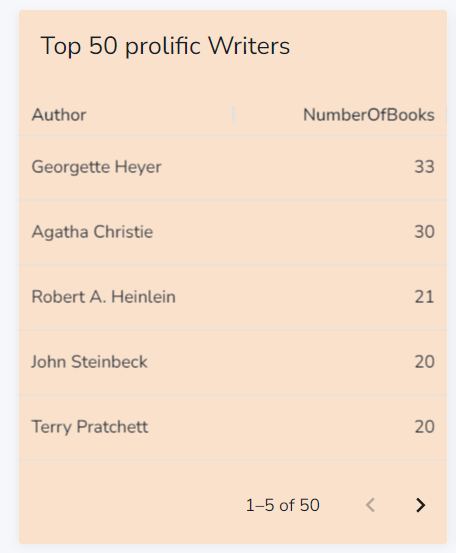 Top 50 prolific Writers
Author NumberOfBooks
Georgette Heyer 33
Agatha Christie 30
Robert A. Heinlein 21
John Steinbeck 20
Terry Pratchett 20
1–5 of 50